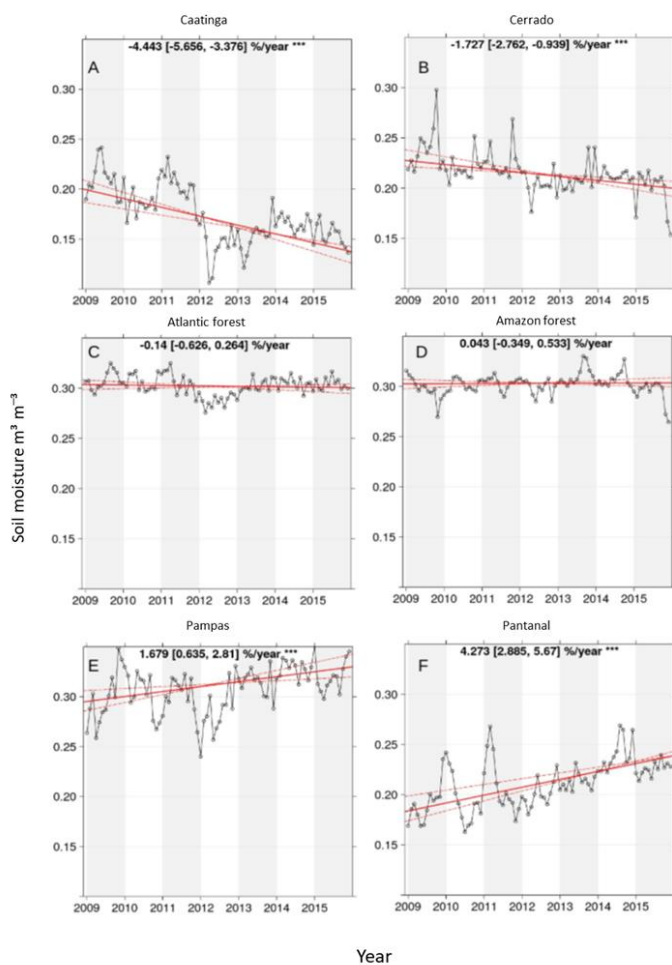 Caatinga
-4.443 [-5.656, -3.376] %/year ***
A
0.30
0.25
0.20
0.15
2009 2010 2011 2012 2013 2014 2015
Cerrado
-1.727 [-2.762, -0.939] %/year ***
B
0.30
0.25
0.20
0.15
2009 2010 2011 2012 2013 2014 2015
Atlantic forest
-0.14 [-0.626, 0.264] %/year
C
0.30
0.25
0.20
0.15
2009 2010 2011 2012 2013 2014 2015
Amazon forest
0.043 [-0.349, 0.533] %/year
D
0.30
0.25
0.20
0.15
2009 2010 2011 2012 2013 2014 2015
Pampas
1.679 [0.635, 2.81] %/year ***
E
0.30
0.25
0.20
0.15
2009 2010 2011 2012 2013 2014 2015
Pantanal
4.273 [2.885, 5.67] %/year ***
F
0.30
0.25
0.20
0.15
2009 2010 2011 2012 2013 2014 2015
Soil moisture m³ m⁻³
Year